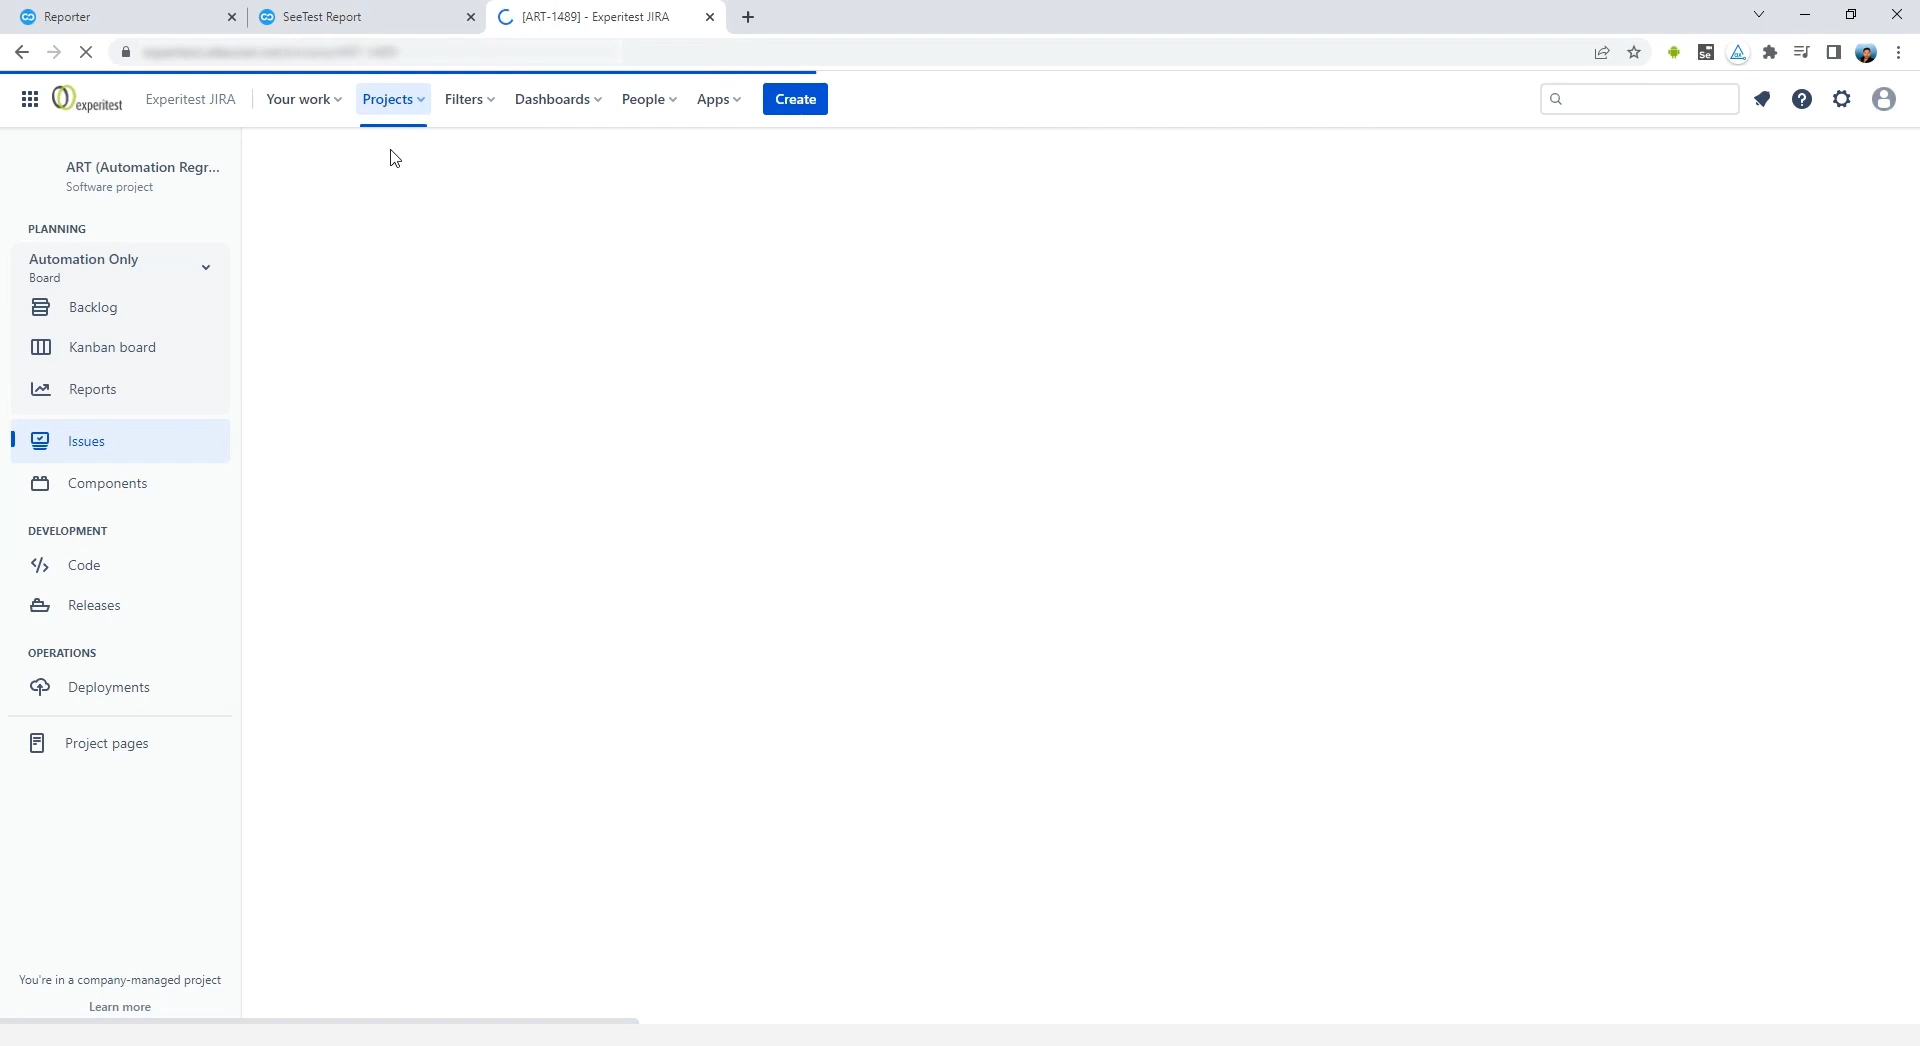 Reporter
SeeTest Report
[ART-1489] - Experitest JIRA
Se
experitest
Experitest JIRA
Your work
Projects
Filters
Dashboards
People
Apps
Create
ART (Automation Regr...
Software project
PLANNING
Automation Only
Board
Backlog
Kanban board
Reports
Issues
Components
DEVELOPMENT
Code
Releases
OPERATIONS
Deployments
Project pages
You're in a company-managed project
Learn more